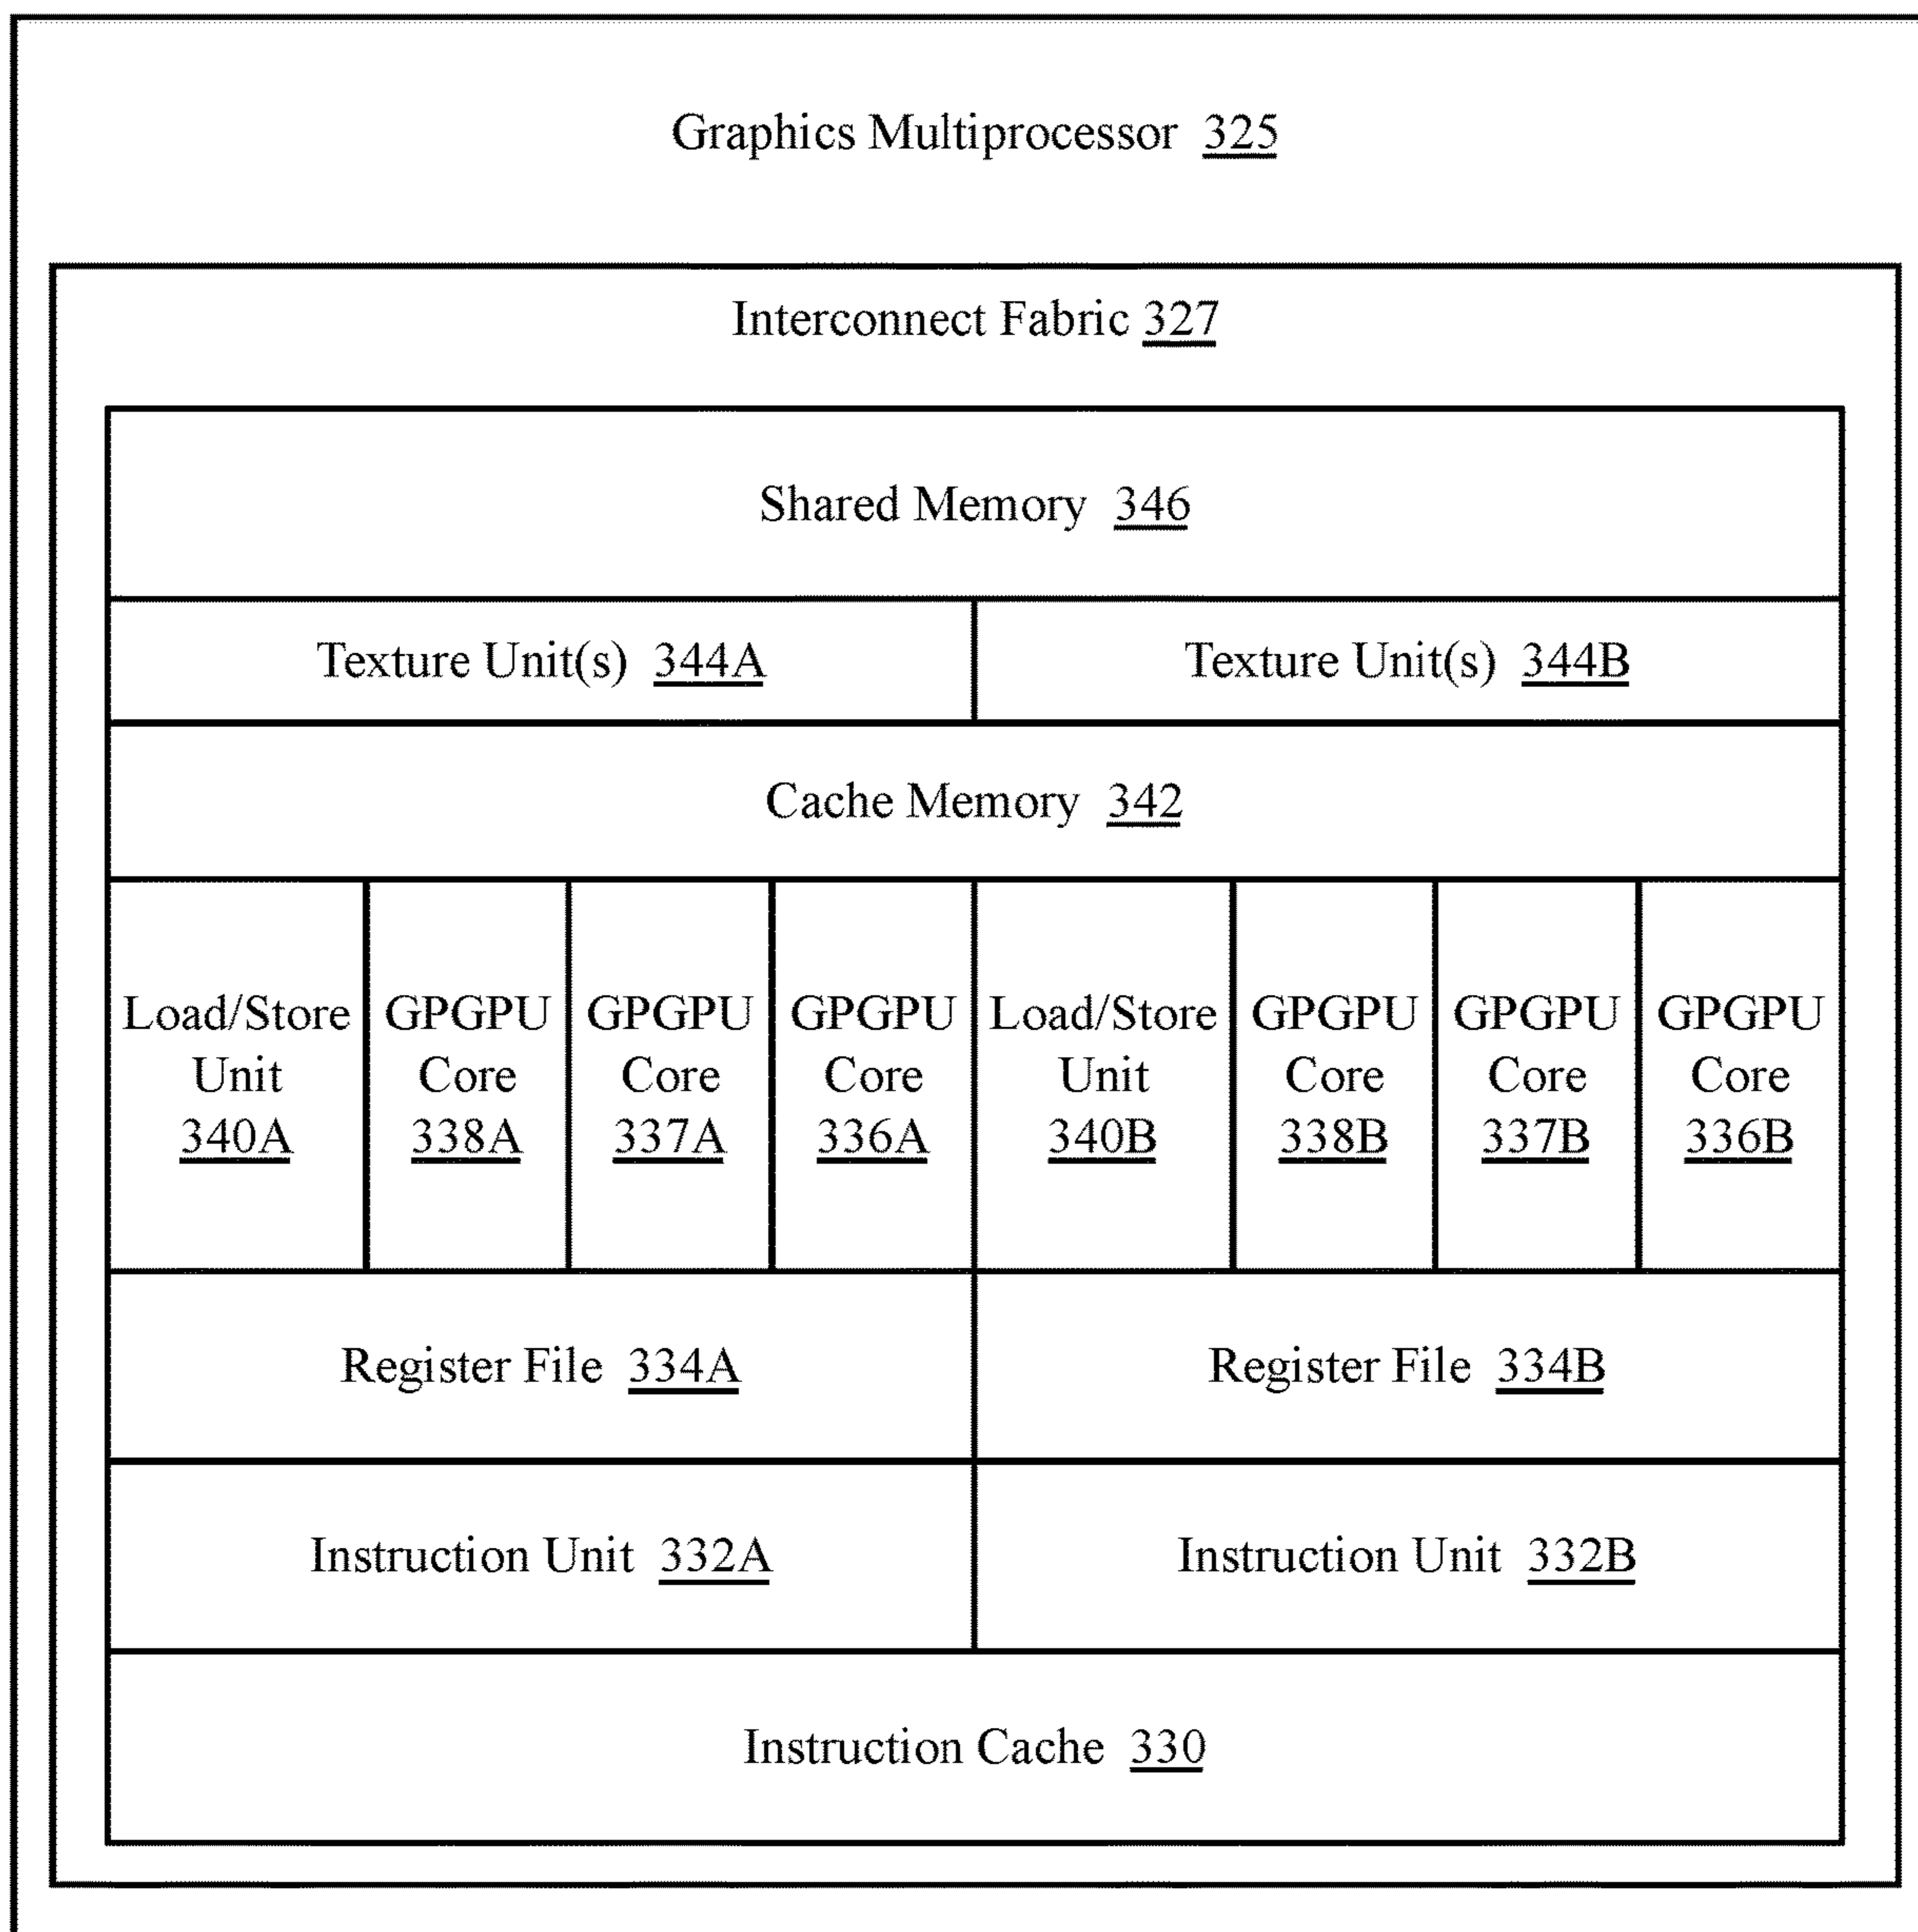 Graphics Multiprocessor 325
Interconnect Fabric 327
Shared Memory 346
Texture Unit(s) 344A
Texture Unit(s) 344B
Cache Memory 342
Load/Store
Unit
340A
GPGPU
Core
338A
GPGPU
Core
337A
GPGPU
Core
336A
Load/Store
Unit
340B
GPGPU
Core
338B
GPGPU
Core
337B
GPGPU
Core
336B
Register File 334A
Register File 334B
Instruction Unit 332A
Instruction Unit 332B
Instruction Cache 330